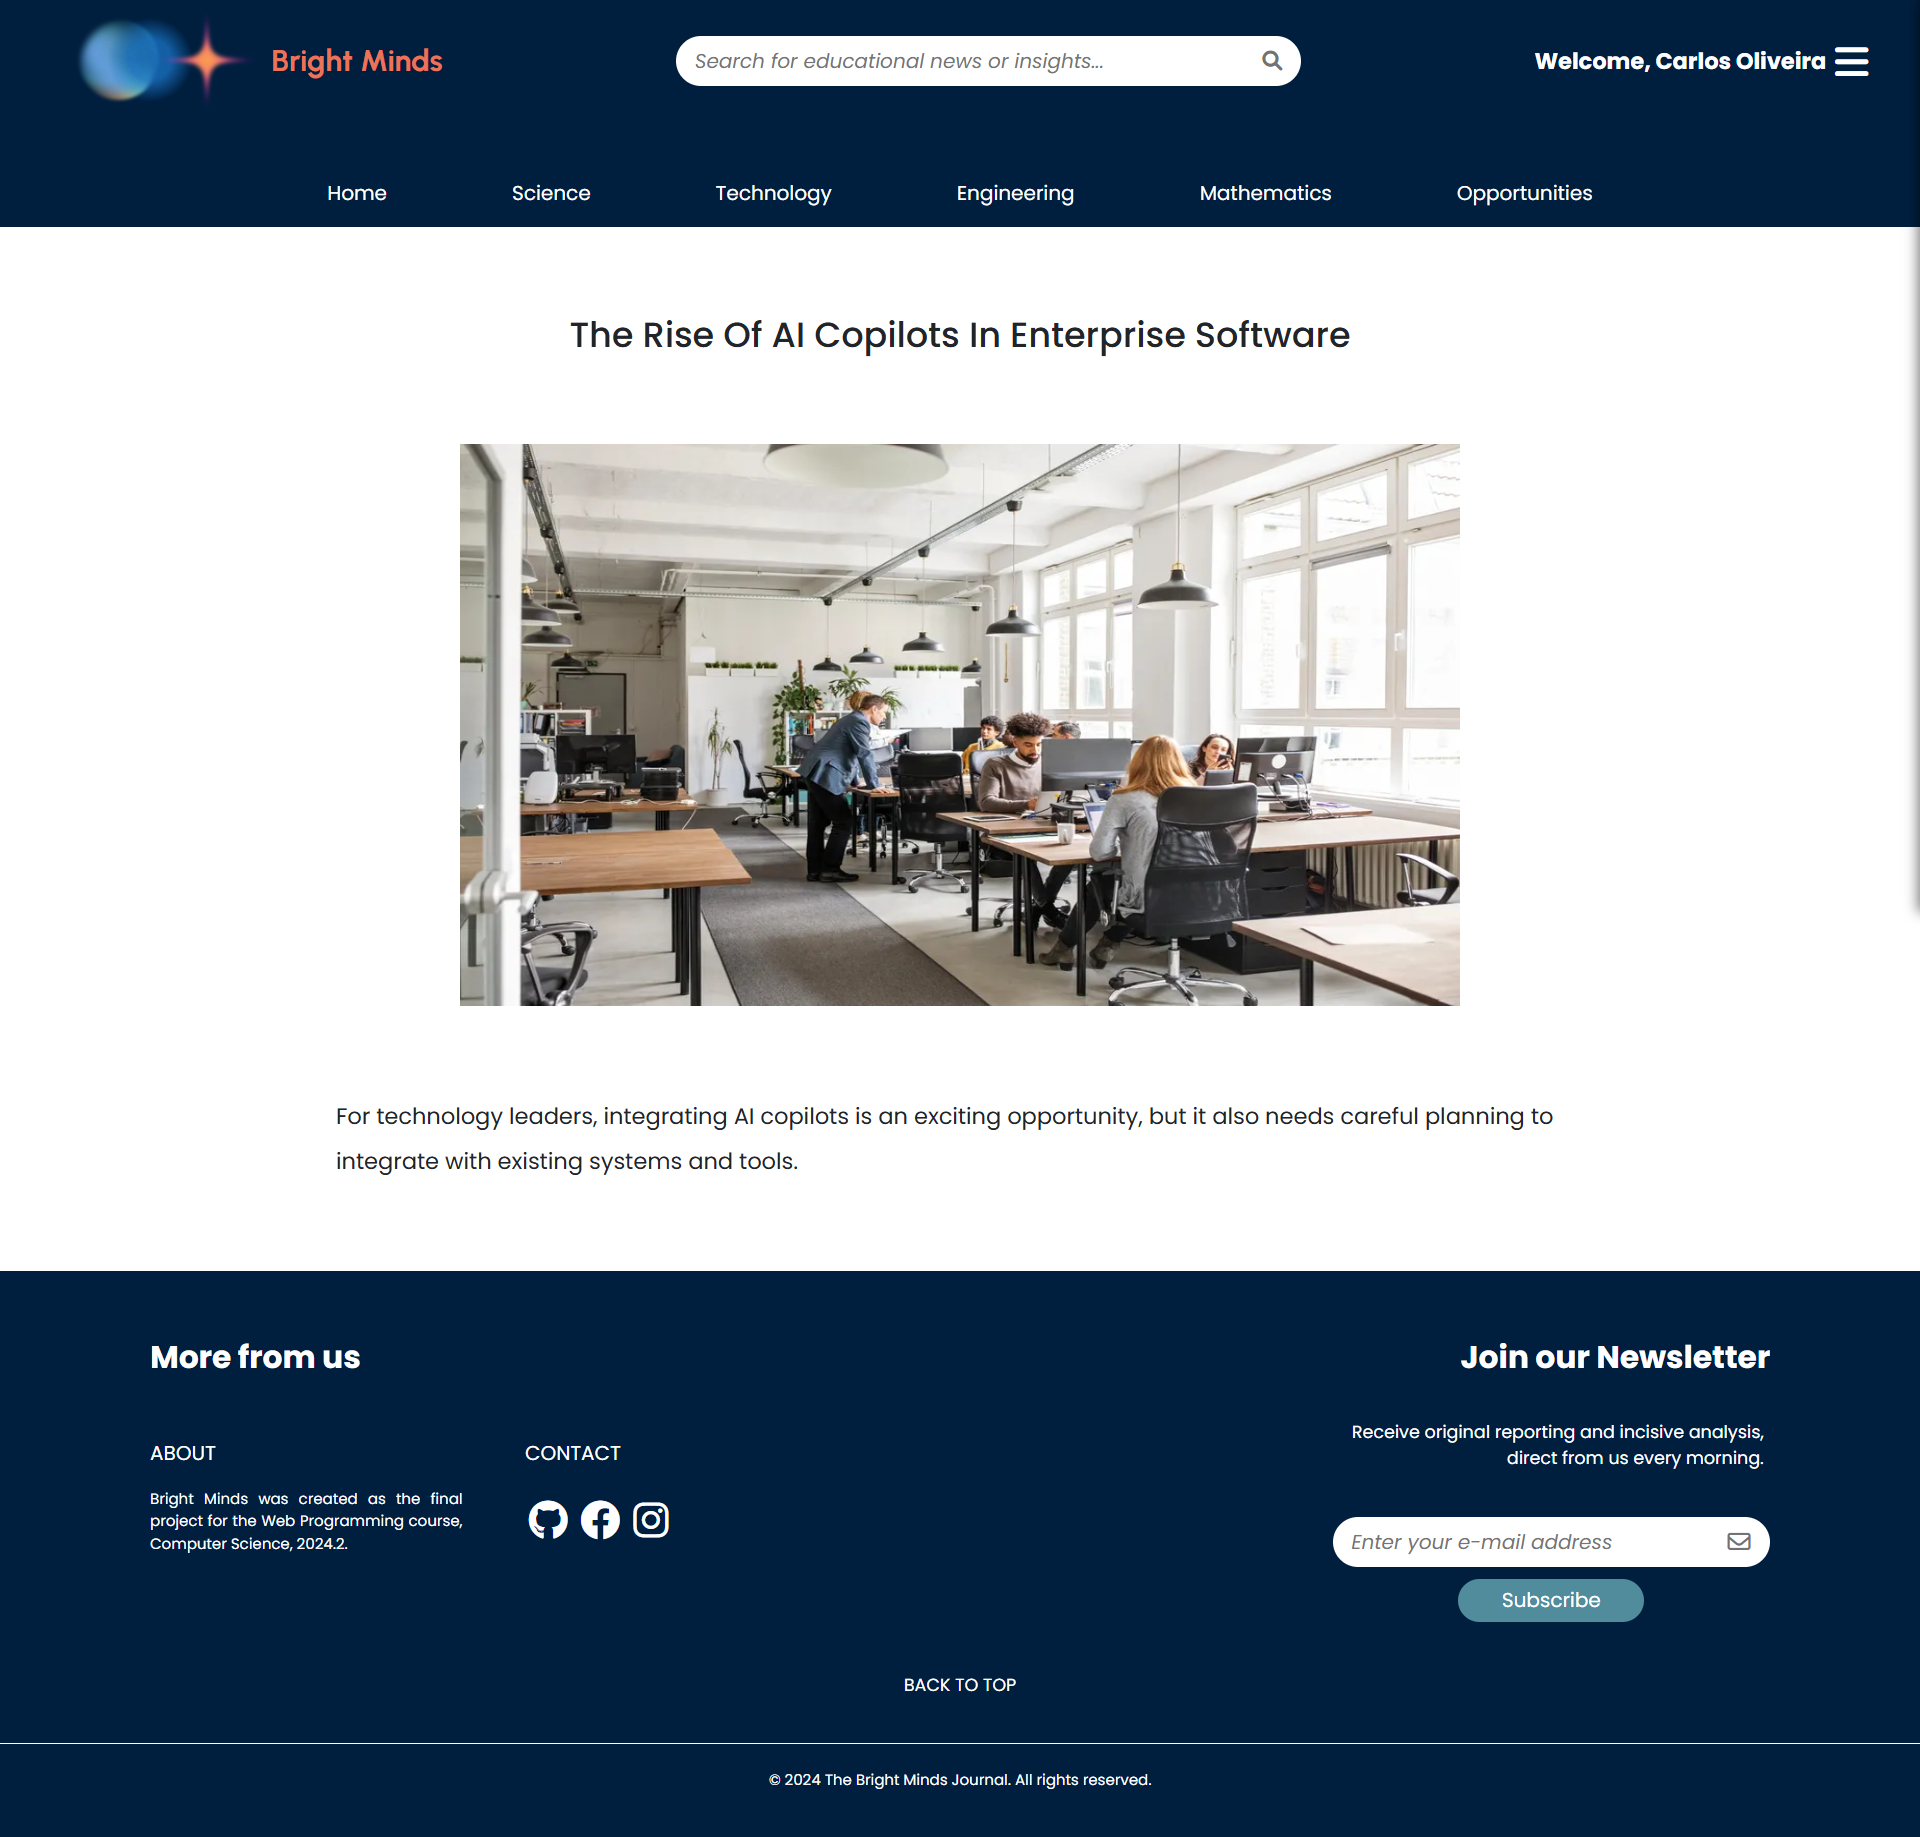 Bright Minds
Search for educational news or insights...
Welcome, Carlos Oliveira
Home
Science
Technology
Engineering
Mathematics
Opportunities
The Rise Of AI Copilots In Enterprise Software
For technology leaders, integrating AI copilots is an exciting opportunity, but it also needs careful planning to
integrate with existing systems and tools.
More from us
ABOUT
Bright Minds was created as the final
project for the Web Programming course,
Computer Science, 2024.2.
CONTACT
Join our Newsletter
Receive original reporting and incisive analysis,
direct from us every morning.
Enter your e-mail address
Subscribe
BACK TO TOP
© 2024 The Bright Minds Journal. All rights reserved.